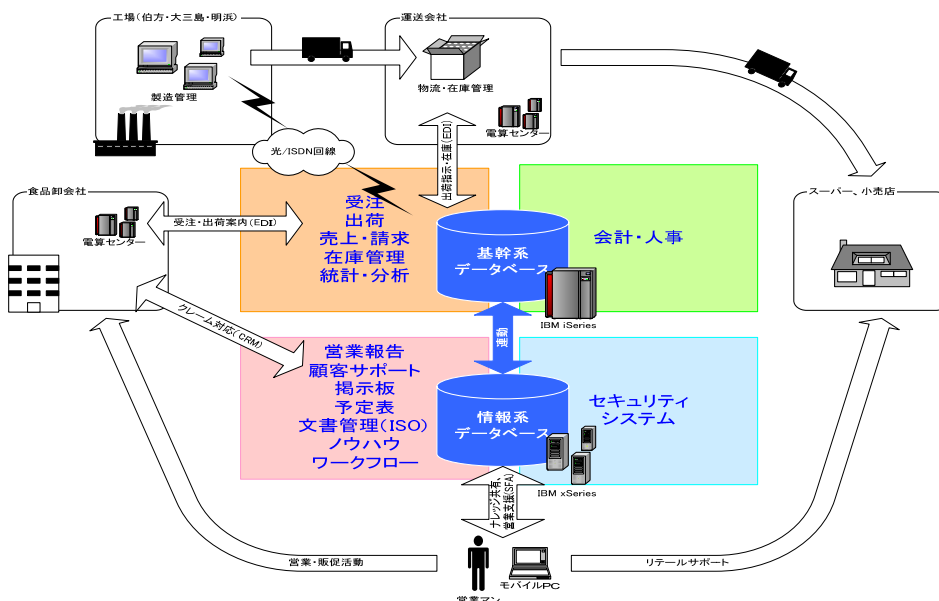 工場(伯方・大三島・明浜)
製造管理
運送会社
物流・在庫管理
電算センター
光/ISDN回線
出荷指示・在庫(EDI)
食品卸会社
電算センター
受注・出荷案内(EDI)
スーパー、小売店
受注
出荷
売上・請求
在庫管理
統計・分析
基幹系
データベース
会計・人事
IBM iSeries
クレーム対応(CRM)
連動
営業報告
顧客サポート
掲示板
予定表
文書管理(ISO)
ノウハウ
ワークフロー
情報系
データベース
セキュリティ
システム
IBM xSeries
ナレッジ共有、
営業支援(SFA)
営業・販促活動
リテールサポート
モバイルPC
営業マン